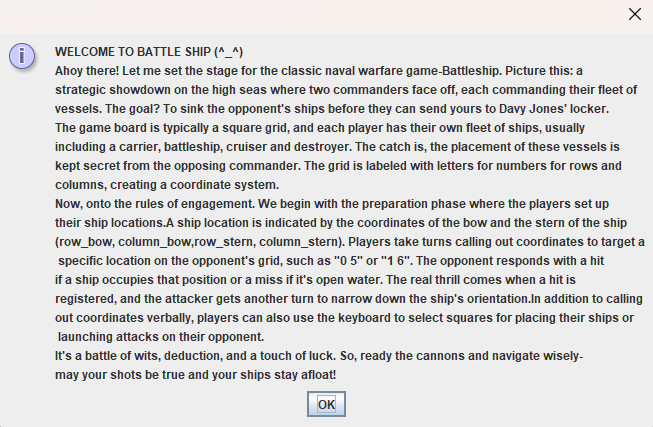 WELCOME TO BATTLE SHIP (^_^)
Ahoy there! Let me set the stage for the classic naval warfare game-Battleship. Picture this: a
strategic showdown on the high seas where two commanders face off, each commanding their fleet of
vessels. The goal? To sink the opponent's ships before they can send yours to Davy Jones' locker.
The game board is typically a square grid, and each player has their own fleet of ships, usually
including a carrier, battleship, cruiser and destroyer. The catch is, the placement of these vessels is
kept secret from the opposing commander. The grid is labeled with letters for numbers for rows and
columns, creating a coordinate system.
Now, onto the rules of engagement. We begin with the preparation phase where the players set up
their ship locations.A ship location is indicated by the coordinates of the bow and the stern of the ship
(row_bow, column_bow,row_stern, column_stern). Players take turns calling out coordinates to target a
specific location on the opponent's grid, such as "0 5" or "1 6". The opponent responds with a hit
if a ship occupies that position or a miss if it's open water. The real thrill comes when a hit is
registered, and the attacker gets another turn to narrow down the ship's orientation.In addition to calling
out coordinates verbally, players can also use the keyboard to select squares for placing their ships or
launching attacks on their opponent.
It's a battle of wits, deduction, and a touch of luck. So, ready the cannons and navigate wisely-
may your shots be true and your ships stay afloat!
OK